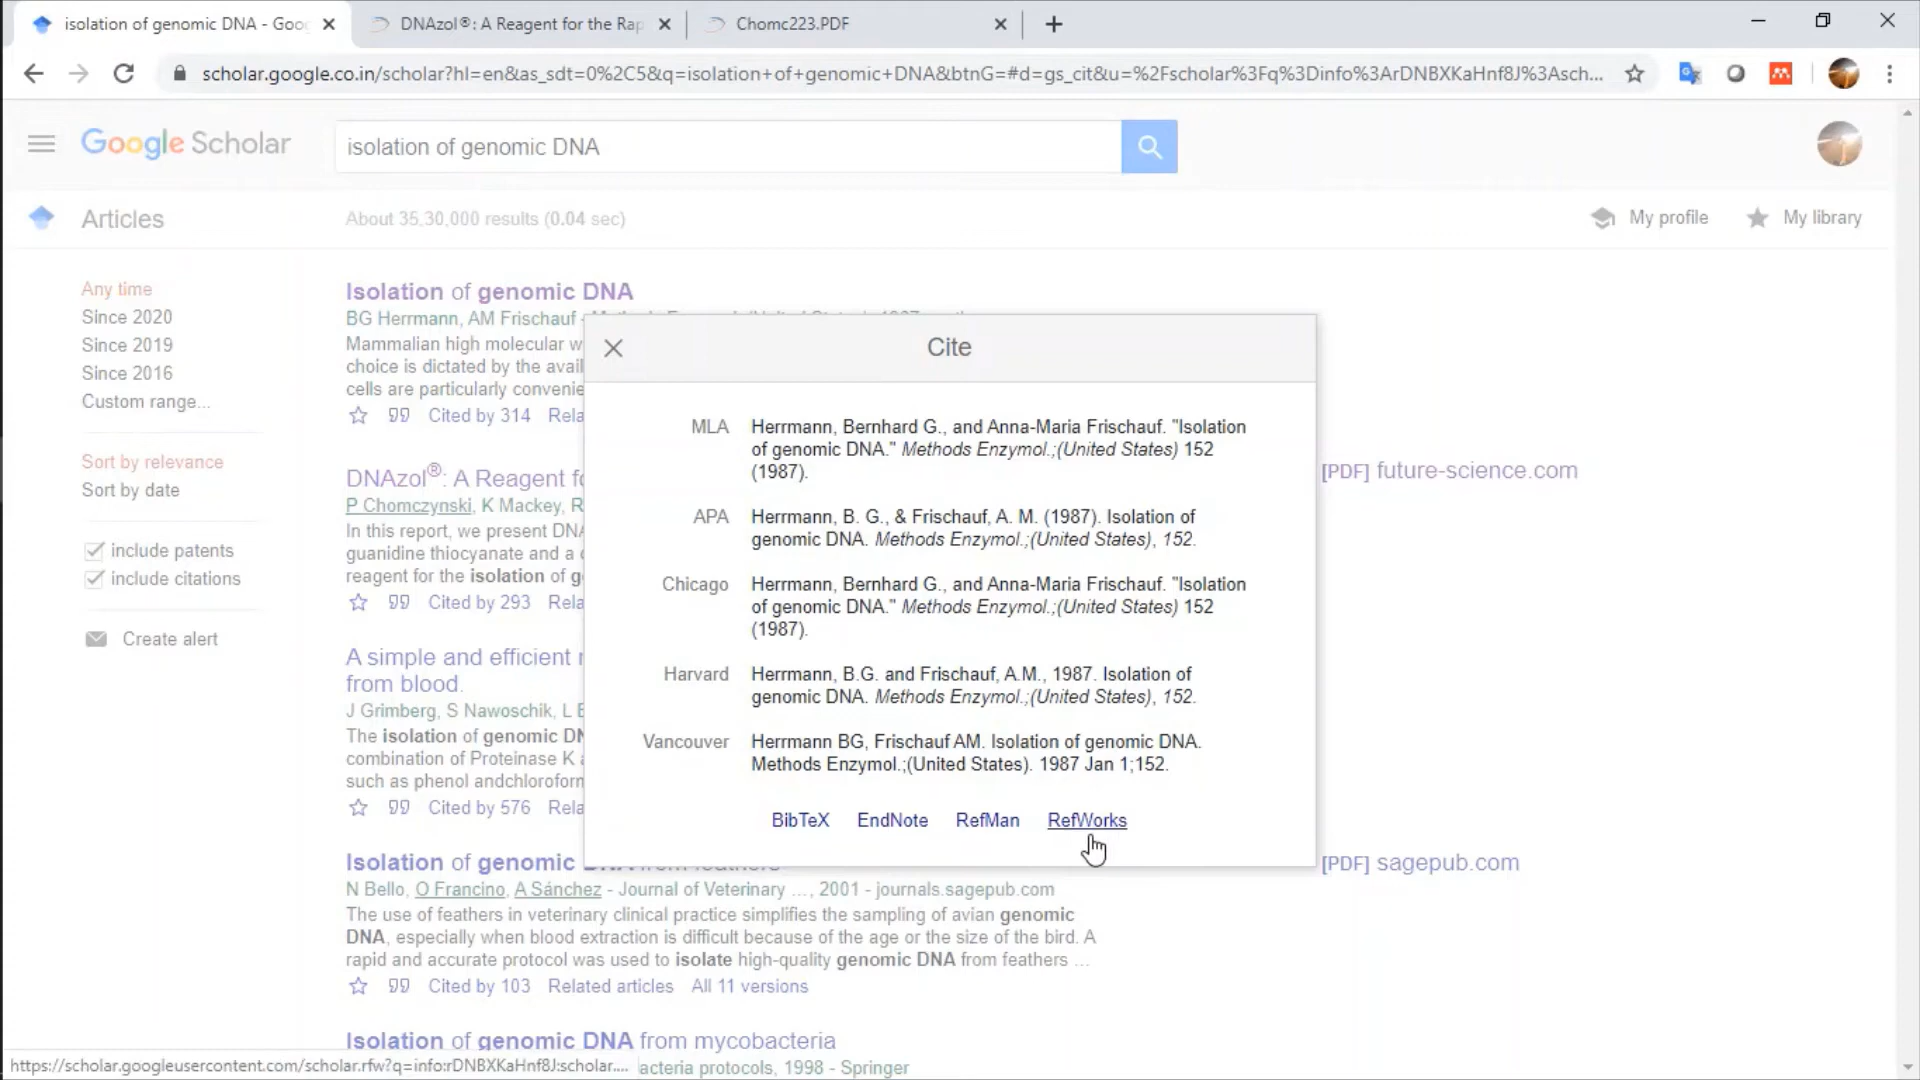 isolation of genomic DNA - Goo
DNAzol®: A Reagent for the Rap
Chomc223.PDF
scholar.google.co.in/scholar?hl=en&as_sdt=0%2C5&q=isolation+of+genomic+DNA&btnG=#d=gs_cit&u=%2Fscholar%3Fq%3Dinfo%3ArDNBXKaHnf8J%3Asch...
Google Scholar
isolation of genomic DNA
Articles
About 35,30,000 results (0.04 sec)
My profile
My library
Any time
Since 2020
Since 2019
Since 2016
Custom range...
Sort by relevance
Sort by date
include patents
include citations
Create alert
Isolation of genomic DNA
BG Herrmann, AM Frischauf
Mammalian high molecular w
choice is dictated by the avail
cells are particularly convenie
Cited by 314 Rela
DNAzol®: A Reagent fo
P Chomczynski, K Mackey, R
In this report, we present DNA
guanidine thiocyanate and a d
reagent for the isolation of g
Cited by 293 Rela
[PDF] future-science.com
A simple and efficient
from blood.
J Grimberg, S Nawoschik, L
The isolation of genomic DN
combination of Proteinase K a
such as phenol andchloroform
Cited by 576 Rela
Cite
MLA
Herrmann, Bernhard G., and Anna-Maria Frischauf. "Isolation
of genomic DNA." Methods Enzymol.;(United States) 152
(1987).
APA
Herrmann, B. G., & Frischauf, A. M. (1987). Isolation of
genomic DNA. Methods Enzymol.;(United States), 152.
Chicago
Herrmann, Bernhard G., and Anna-Maria Frischauf. "Isolation
of genomic DNA." Methods Enzymol.;(United States) 152
(1987).
Harvard
Herrmann, B.G. and Frischauf, A.M., 1987. Isolation of
genomic DNA. Methods Enzymol.;(United States), 152.
Vancouver
Herrmann BG, Frischauf AM. Isolation of genomic DNA.
Methods Enzymol.;(United States). 1987 Jan 1;152.
BibTeX EndNote RefMan RefWorks
Isolation of genomic DNA from feathers
[PDF] sagepub.com
N Bello, O Francino, A Sánchez - Journal of Veterinary …, 2001 - journals.sagepub.com
The use of feathers in veterinary clinical practice simplifies the sampling of avian genomic
DNA, especially when blood extraction is difficult because of the age or the size of the bird. A
rapid and accurate protocol was used to isolate high-quality genomic DNA from feathers …
Cited by 103 Related articles All 11 versions
Isolation of genomic DNA from mycobacteria
https://scholar.googleusercontent.com/scholar.rfw?q=info:rDNBXKaHnf8J:scholar....
acteria protocols, 1998 - Springer